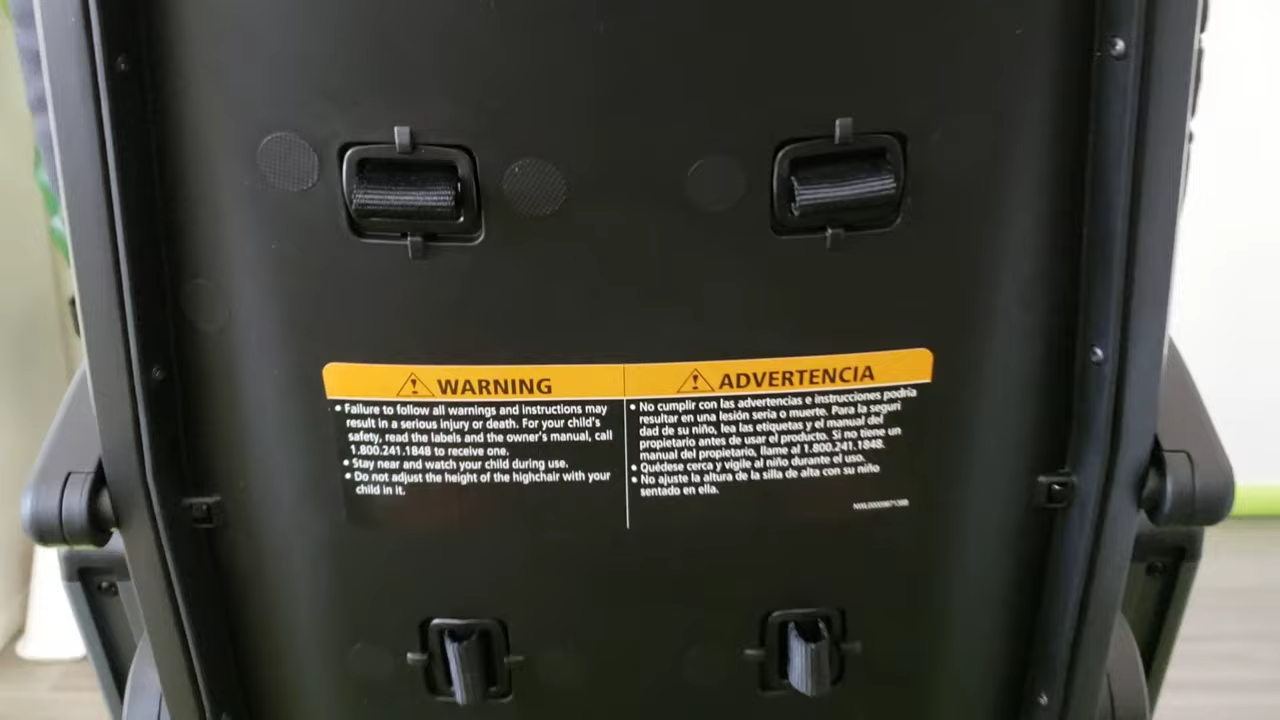 WARNING
• Failure to follow all warnings and instructions may
result in a serious injury or death. For your child's
safety, read the labels and the owner's manual, call
1.800.241.1848 to receive one.
• Stay near and watch your child during use.
• Do not adjust the height of the highchair with your
child in it.
ADVERTENCIA
• No cumplir con las advertencias e instrucciones podría
resultar en una lesión seria o muerte. Para la seguri
dad de su niño, lea las etiquetas y el manual del
propietario antes de usar el producto. Si no tiene un
manual del propietario, llame al 1.800.241.1848.
• Quédese cerca y vigile al niño durante el uso.
• No ajuste la altura de la silla de alta con su niño
sentado en ella.